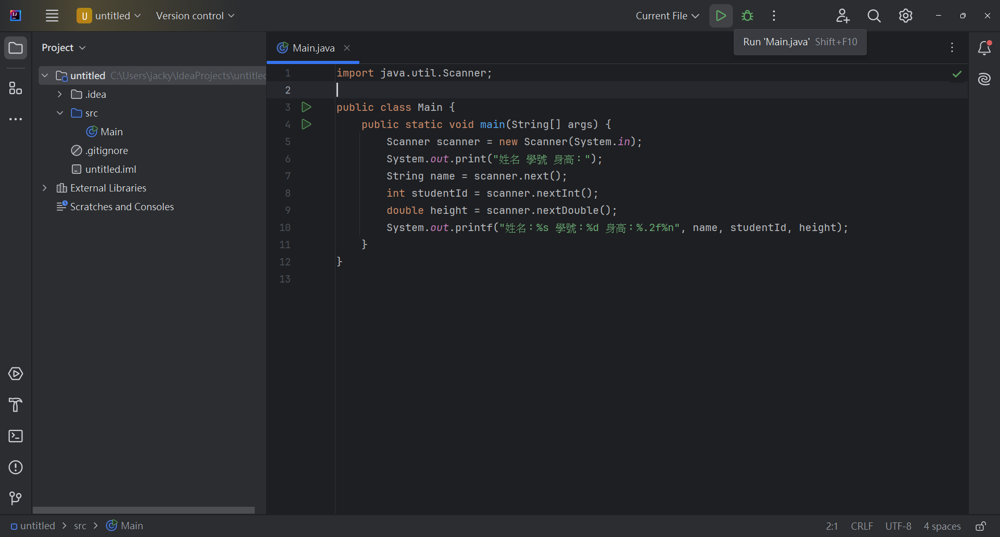 U untitled Version control Current File
Run 'Main.java' Shift+F10
Project
Main.java
untitled C:\Users\jacky\IdeaProjects\untitled
.idea
src
Main
.gitignore
untitled.iml
External Libraries
Scratches and Consoles
1 import java.util.Scanner;
2
3 public class Main {
4 public static void main(String[] args) {
5 Scanner scanner = new Scanner(System.in);
6 System.out.print("姓名 學號 身高：");
7 String name = scanner.next();
8 int studentId = scanner.nextInt();
9 double height = scanner.nextDouble();
10 System.out.printf("姓名：%s 學號：%d 身高：%.2f%n", name, studentId, height);
11 }
12 }
13
untitled > src > Main
2:1 CRLF UTF-8 4 spaces